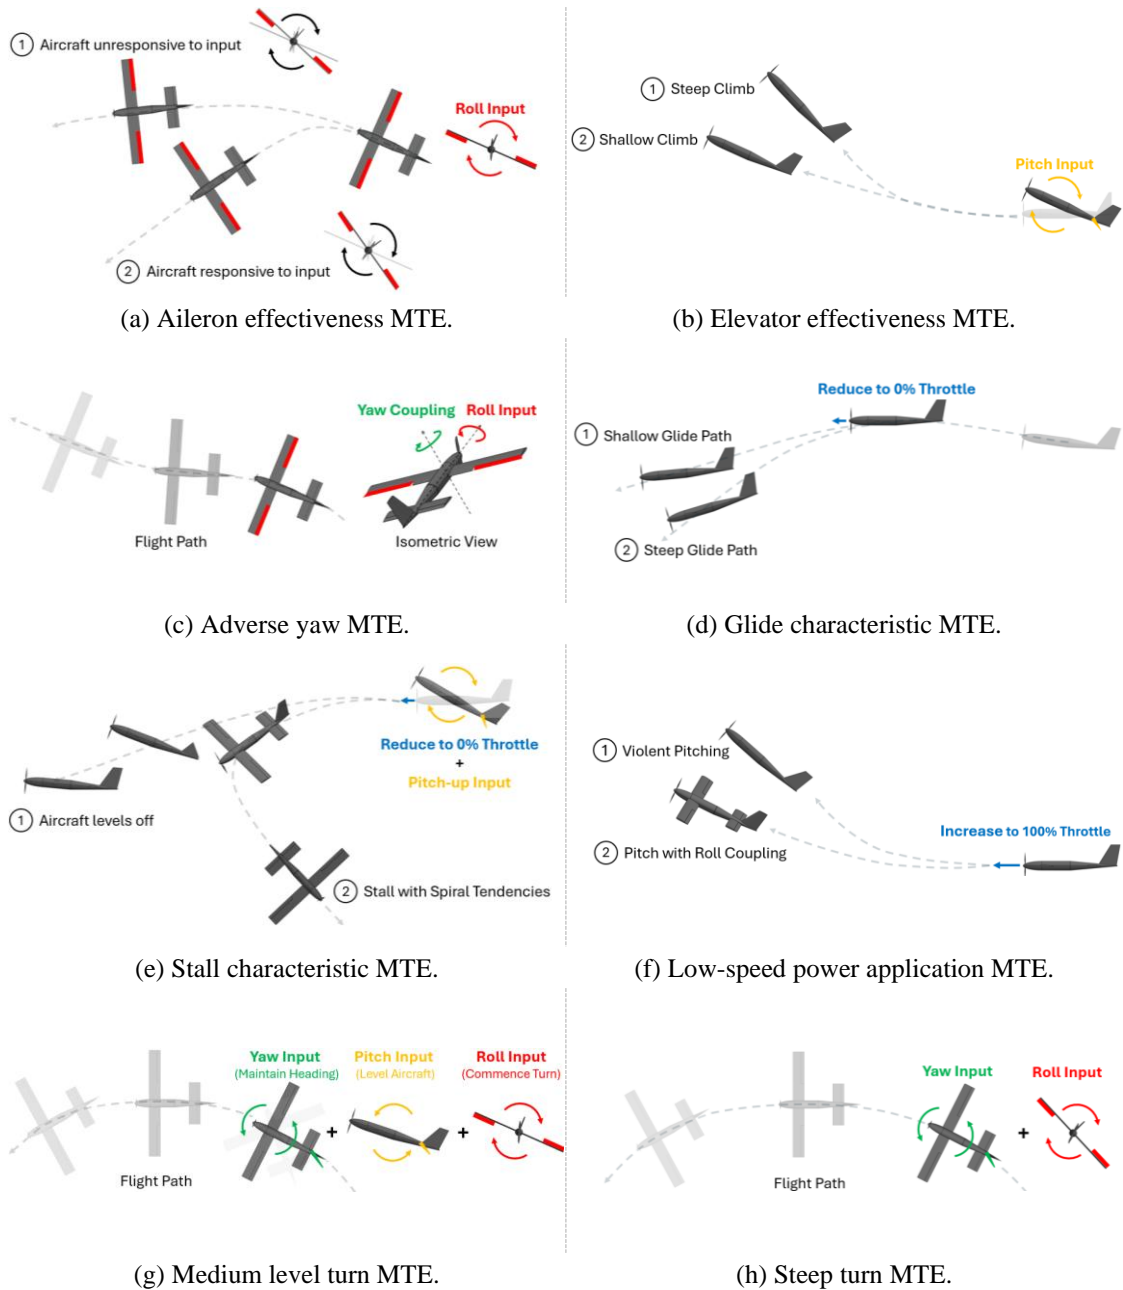 1 Aircraft unresponsive to input
Roll Input
2 Aircraft responsive to input
(a) Aileron effectiveness MTE.
1 Steep Climb
2 Shallow Climb
Pitch Input
(b) Elevator effectiveness MTE.
Yaw Coupling
Roll Input
Flight Path
Isometric View
(c) Adverse yaw MTE.
Reduce to 0% Throttle
1 Shallow Glide Path
2 Steep Glide Path
(d) Glide characteristic MTE.
Reduce to 0% Throttle
+
Pitch-up Input
1 Aircraft levels off
2 Stall with Spiral Tendencies
(e) Stall characteristic MTE.
1 Violent Pitching
Increase to 100% Throttle
2 Pitch with Roll Coupling
(f) Low-speed power application MTE.
Yaw Input
(Maintain Heading)
Pitch Input
(Level Aircraft)
Roll Input
(Commence Turn)
+
+
Flight Path
(g) Medium level turn MTE.
Yaw Input
Roll Input
+
Flight Path
(h) Steep turn MTE.